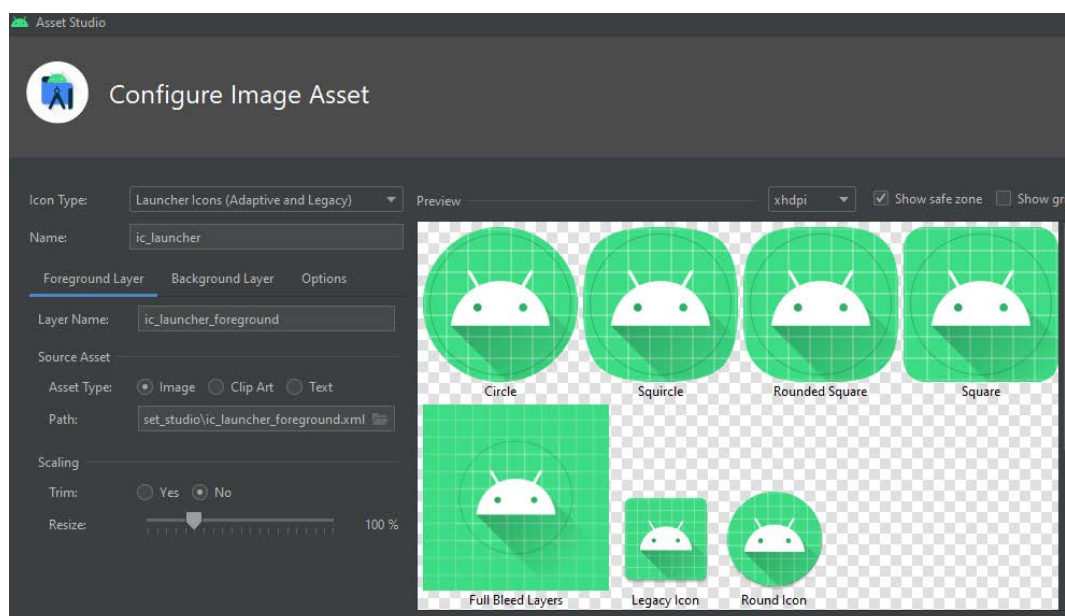 Asset Studio
Configure Image Asset
Icon Type: Launcher Icons (Adaptive and Legacy)
Name: ic_launcher
Foreground Layer Background Layer Options
Layer Name: ic_launcher_foreground
Source Asset
Asset Type: Image Clip Art Text
Path: set_studio\ic_launcher_foreground.xml
Scaling
Trim: Yes No
Resize: 100 %
Preview xhdpi Show safe zone Show gr
Circle Squircle Rounded Square Square
Full Bleed Layers Legacy Icon Round Icon